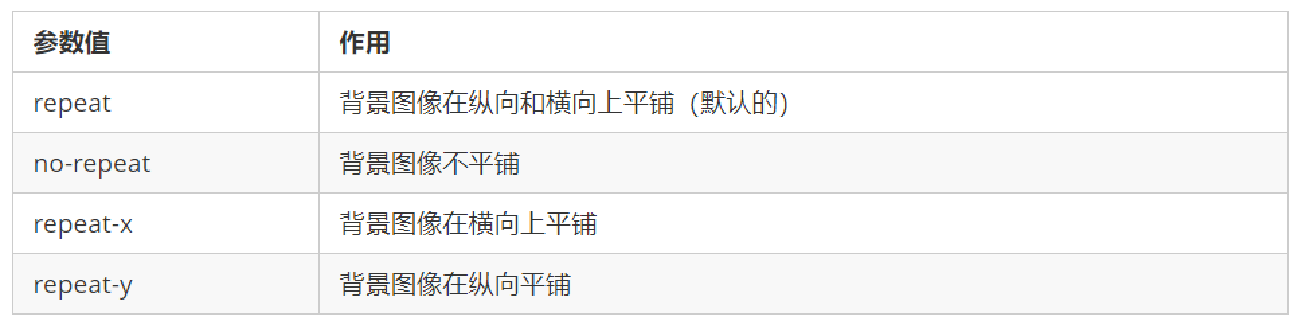 参数值 作用
repeat 背景图像在纵向和横向上平铺（默认的）
no-repeat 背景图像不平铺
repeat-x 背景图像在横向上平铺
repeat-y 背景图像在纵向平铺